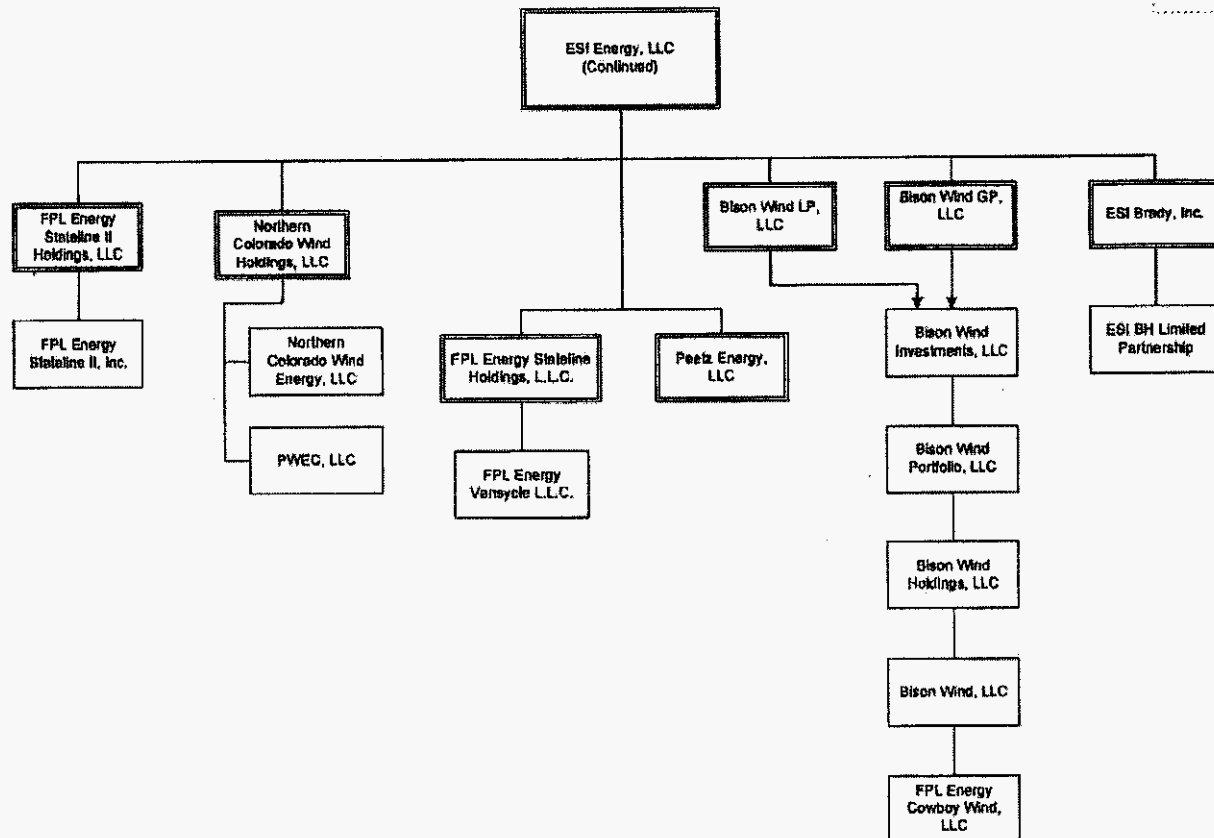 ESI Energy, LLC
(Continued)
FPL Energy
Stateline II
Holdings, LLC
Northern
Colorado Wind
Holdings, LLC
Bison Wind LP,
LLC
Bison Wind GP,
LLC
ESI Brady, Inc.
FPL Energy
Stateline II, Inc.
Northern
Colorado Wind
Energy, LLC
PWEC, LLC
FPL Energy Stateline
Holdings, L.L.C.
Peetz Energy,
LLC
FPL Energy
Vansycle L.L.C.
Bison Wind
Investments, LLC
ESI BH Limited
Partnership
Bison Wind
Portfolio, LLC
Bison Wind
Holdings, LLC
Bison Wind, LLC
FPL Energy
Cowboy Wind,
LLC